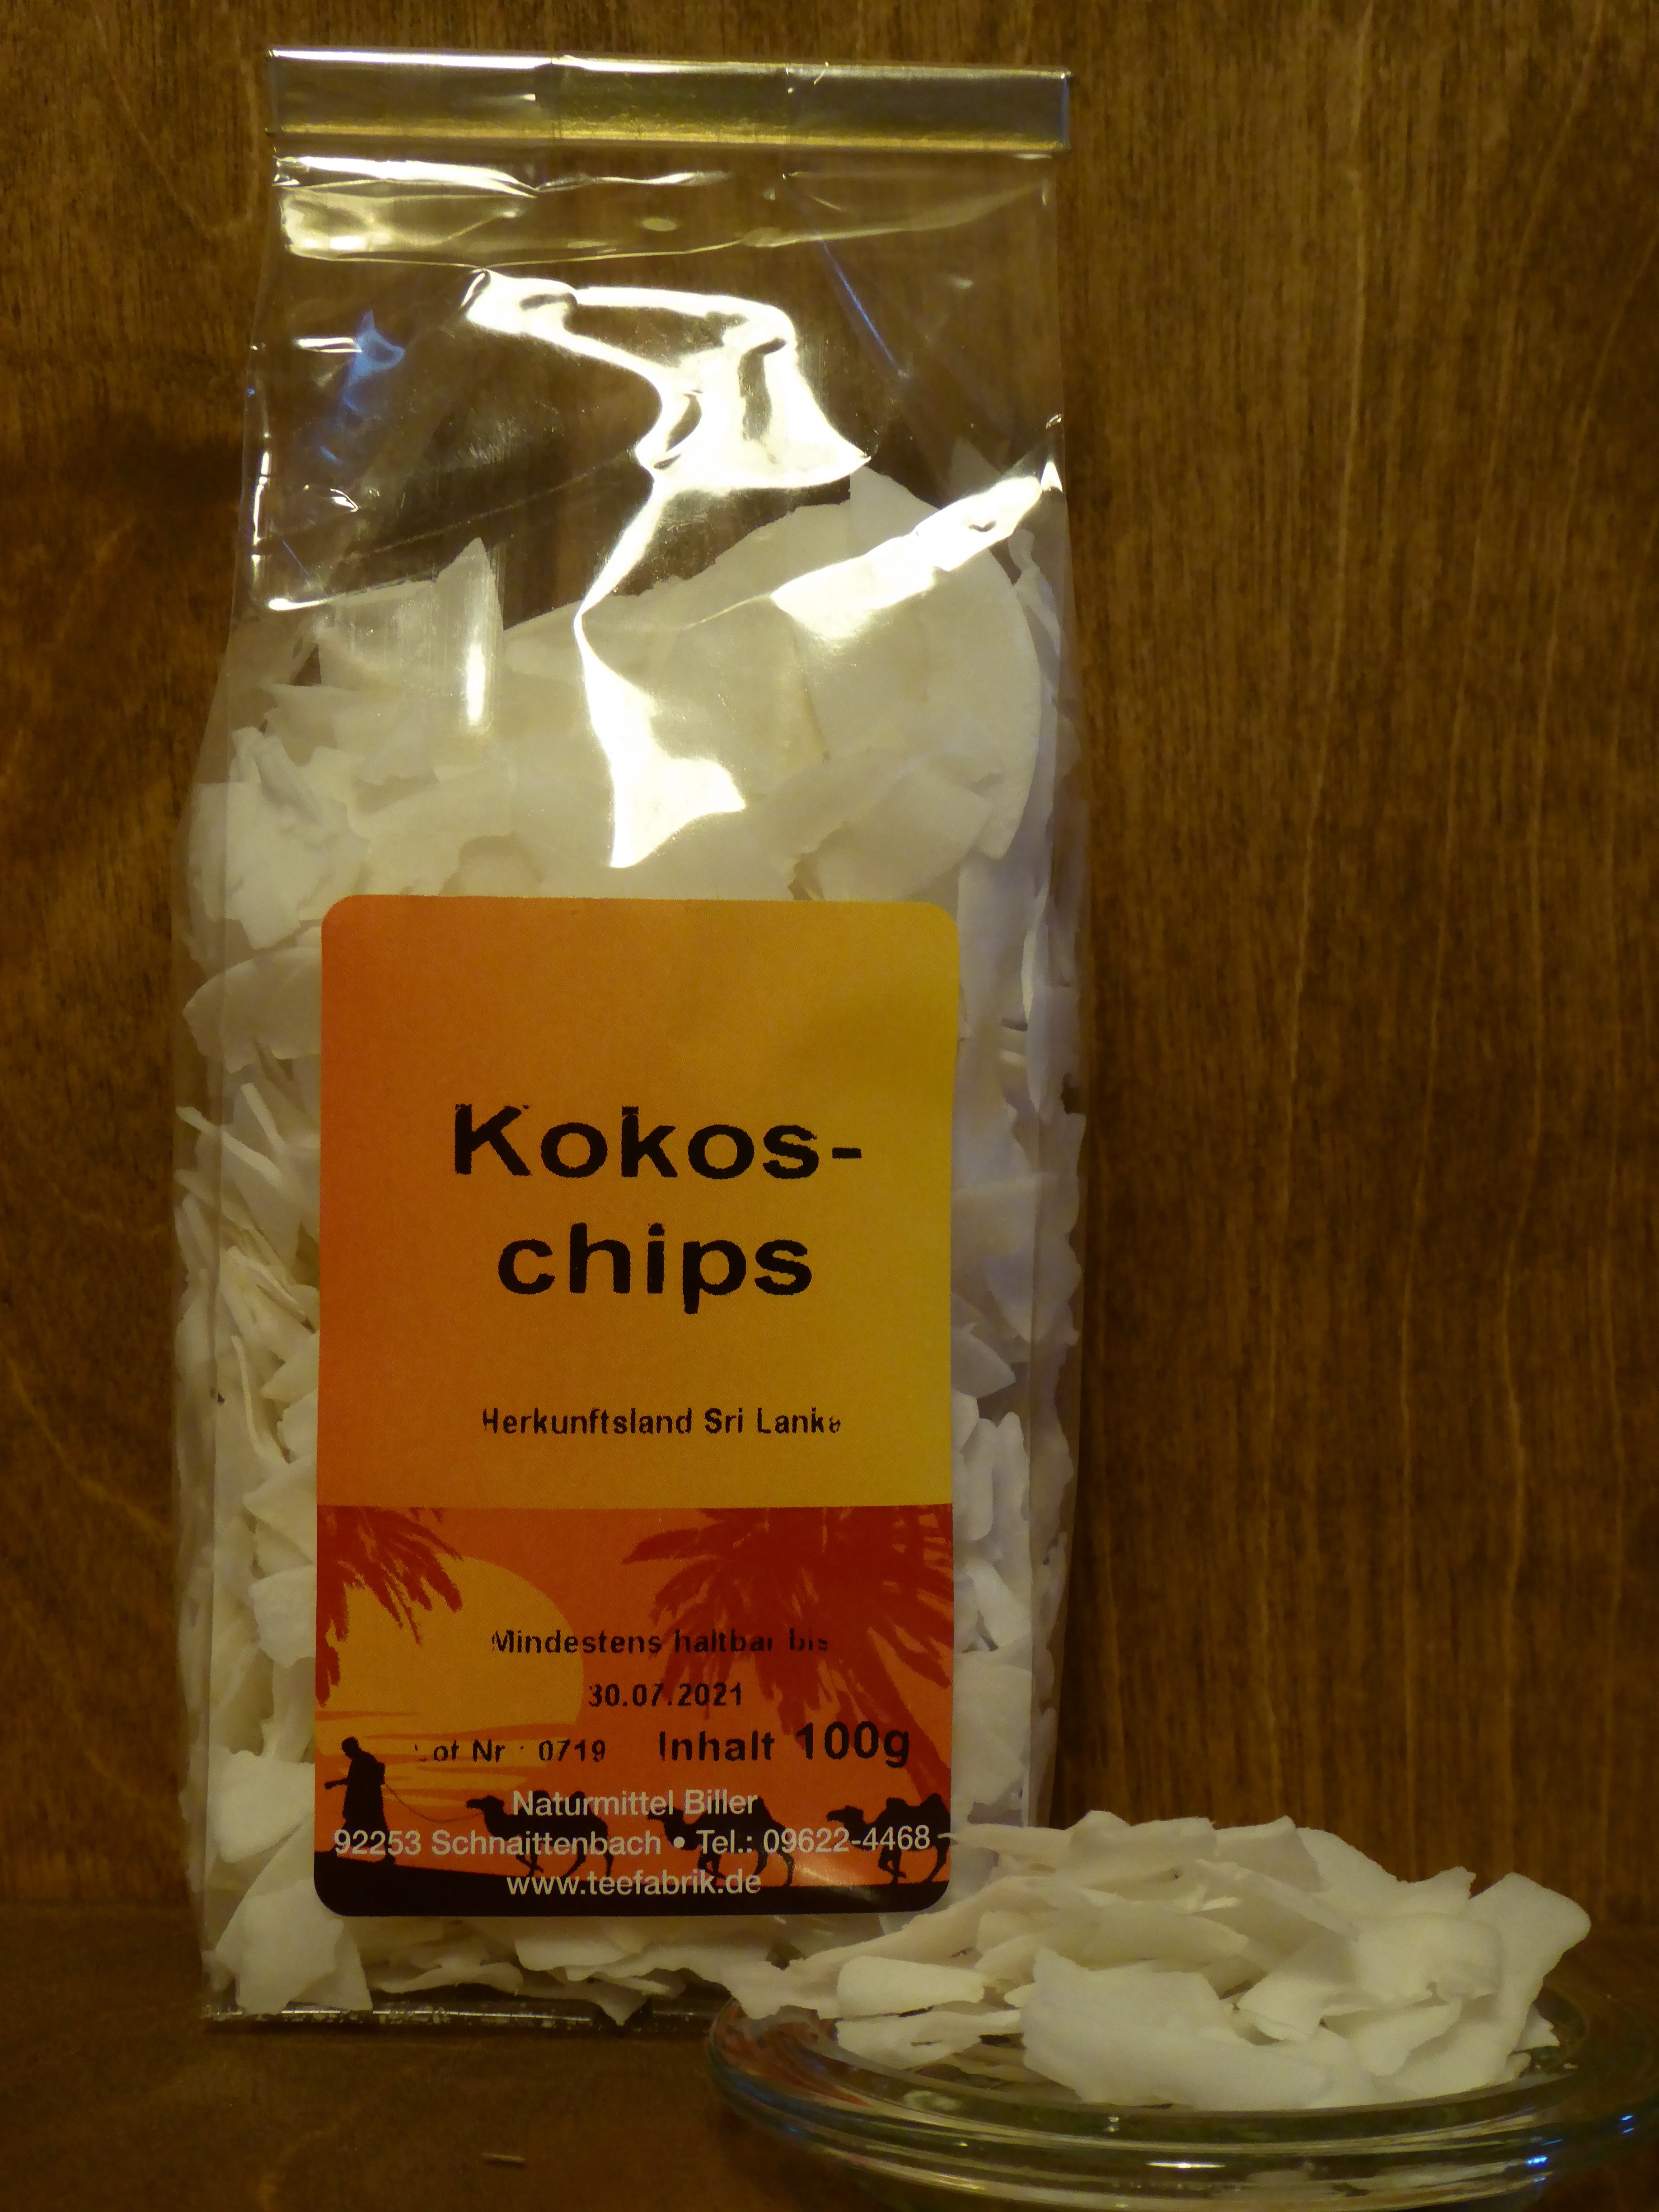 Kokos-
chips
Herkunftsland Sri Lanka
Mindestens haltbar bis
30.07.2021
Lot Nr : 0719 Inhalt 100g
Naturmittel Biller
92253 Schnaittenbach • Tel.: 09622-4468
www.teefabrik.de